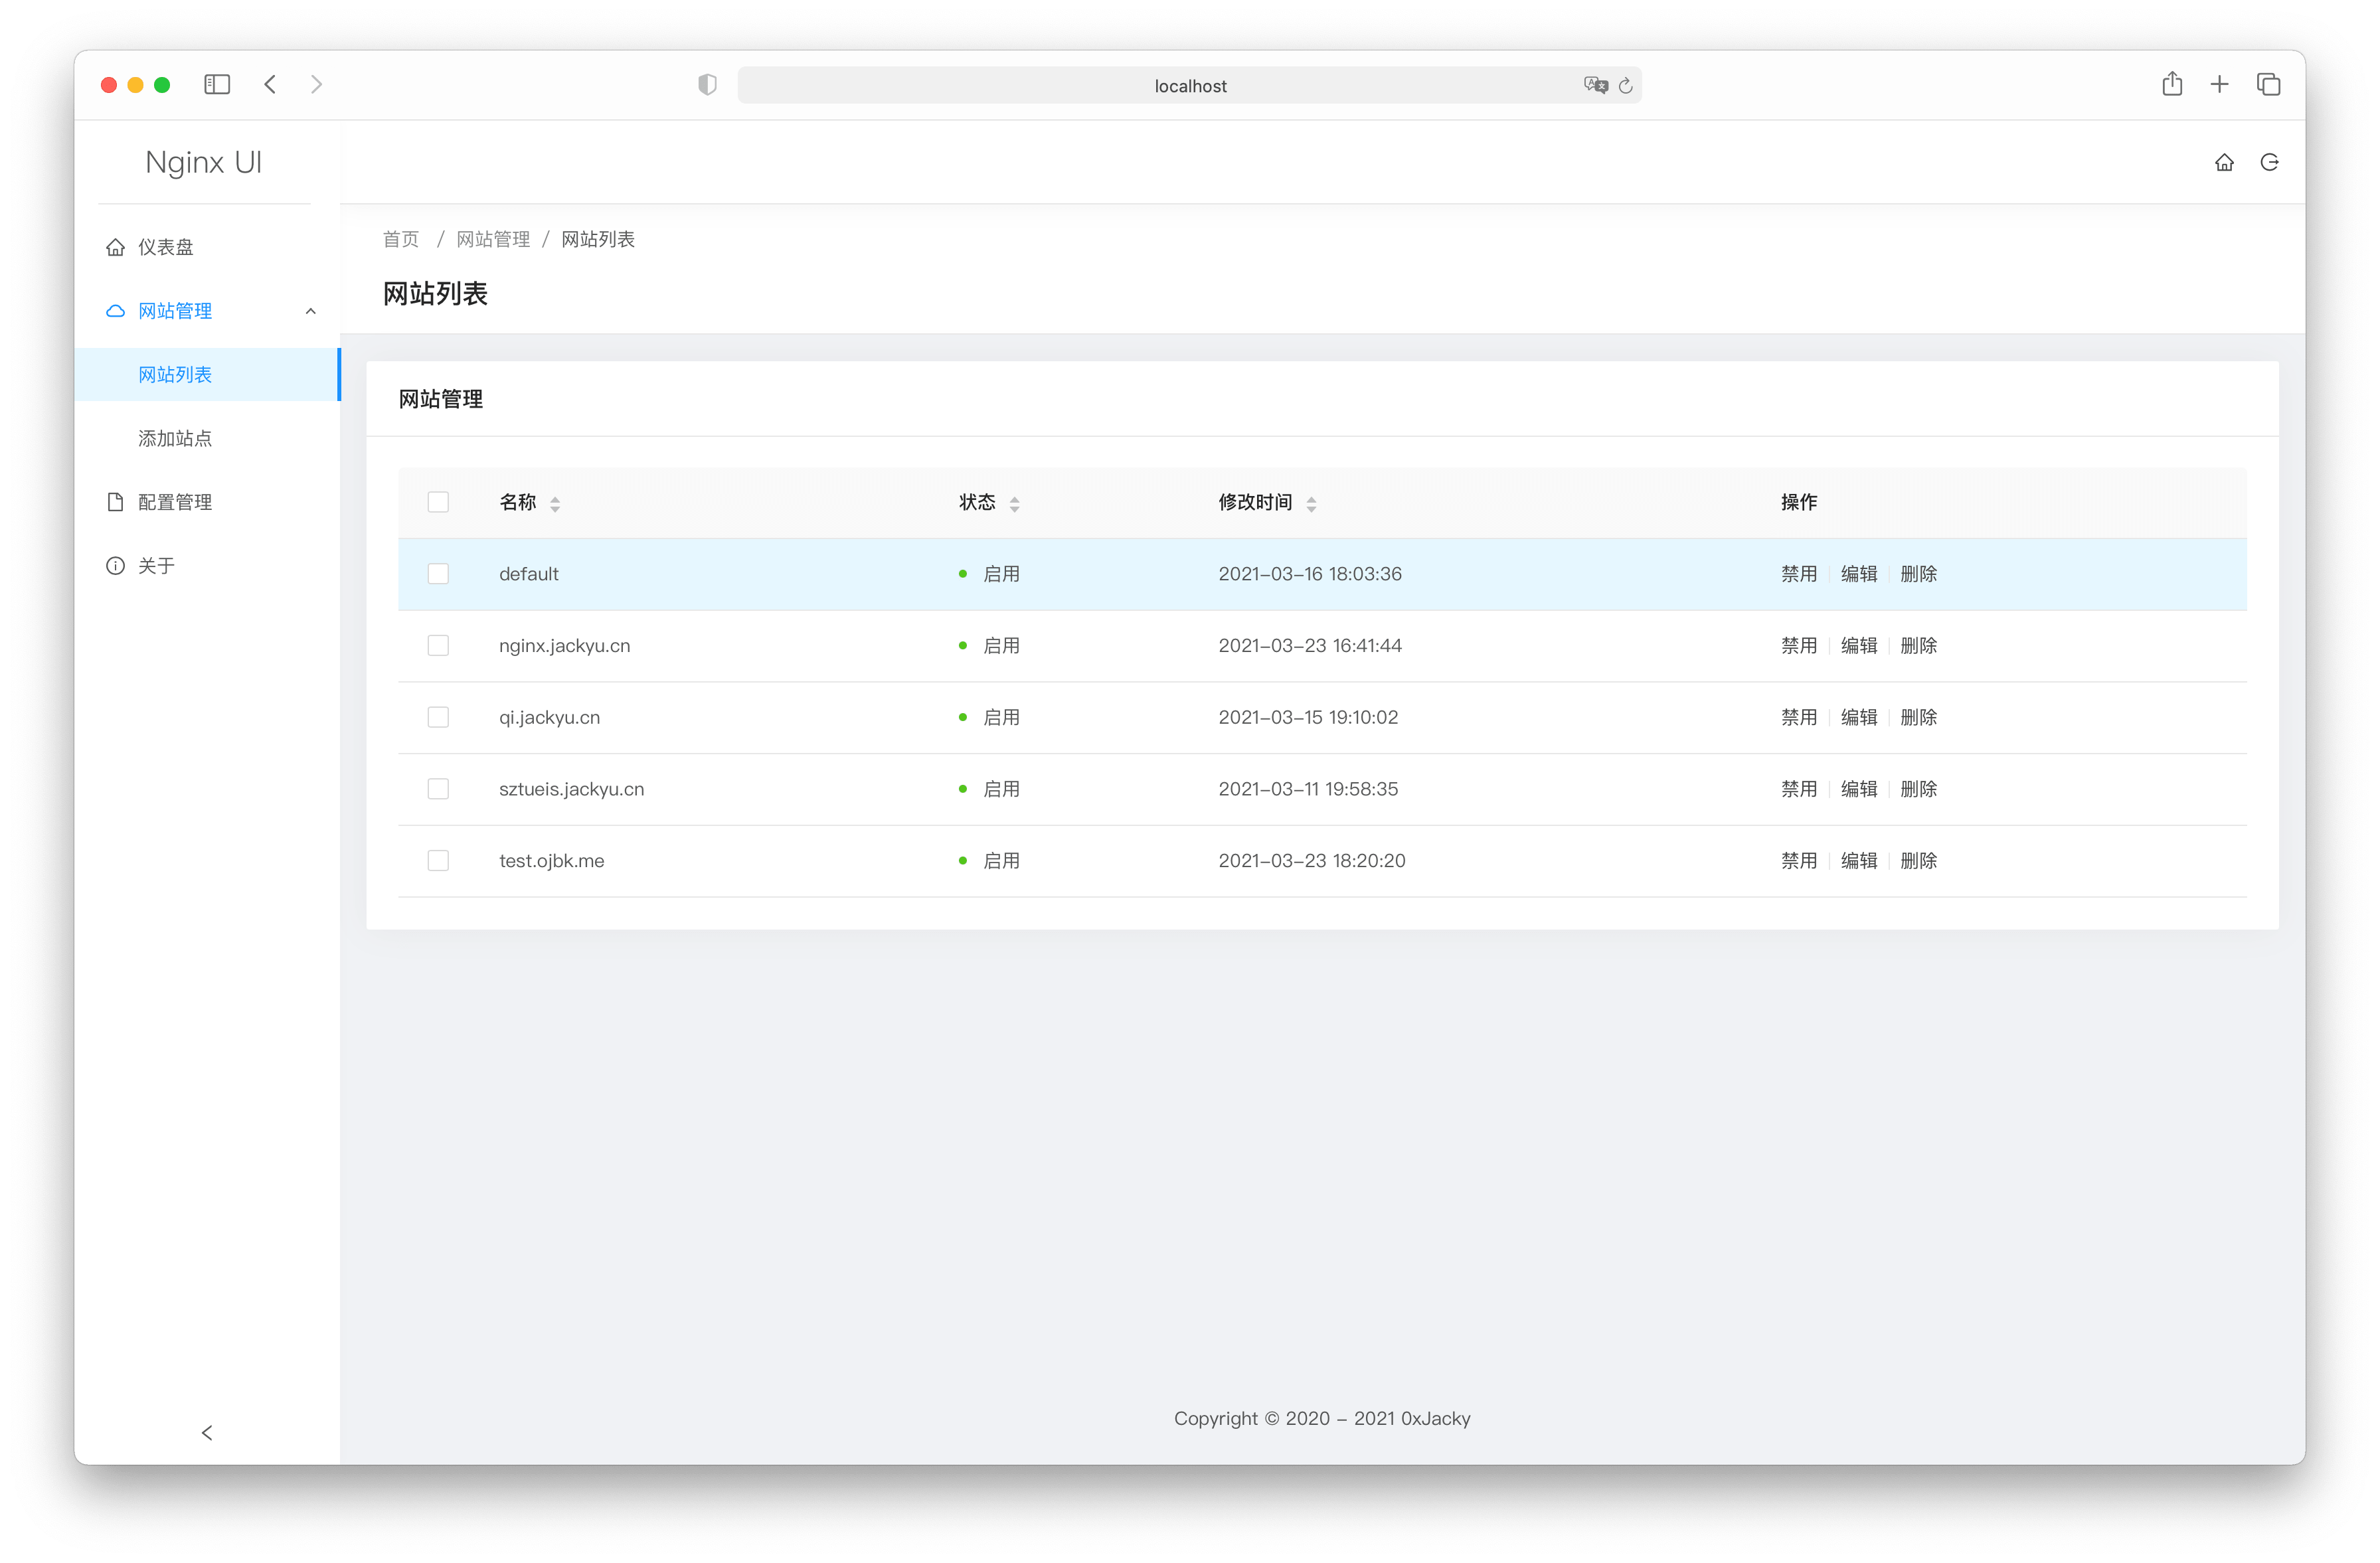 localhost
Nginx UI
仪表盘
网站管理
网站列表
添加站点
配置管理
关于
首页 / 网站管理 / 网站列表
网站列表
网站管理
名称 状态 修改时间 操作
default 启用 2021-03-16 18:03:36 禁用 编辑 删除
nginx.jackyu.cn 启用 2021-03-23 16:41:44 禁用 编辑 删除
qi.jackyu.cn 启用 2021-03-15 19:10:02 禁用 编辑 删除
sztueis.jackyu.cn 启用 2021-03-11 19:58:35 禁用 编辑 删除
test.ojbk.me 启用 2021-03-23 18:20:20 禁用 编辑 删除
Copyright © 2020 - 2021 0xJacky